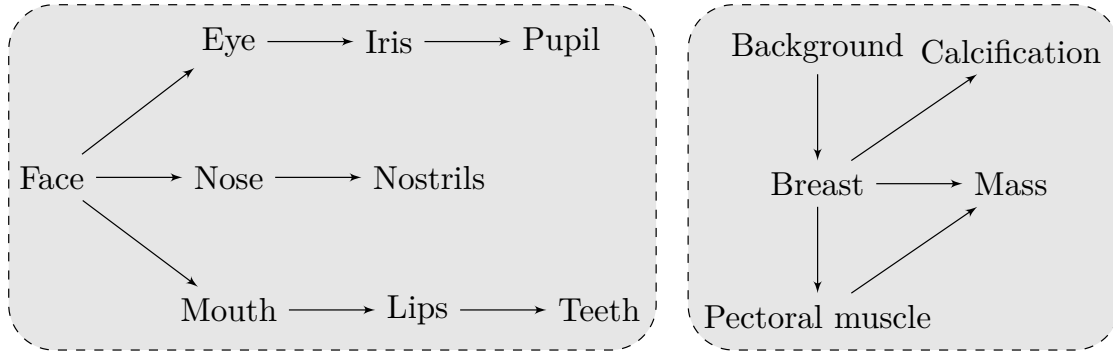 Eye
Iris
Pupil
Face
Nose
Nostrils
Mouth
Lips
Teeth
Background
Calcification
Breast
Mass
Pectoral muscle